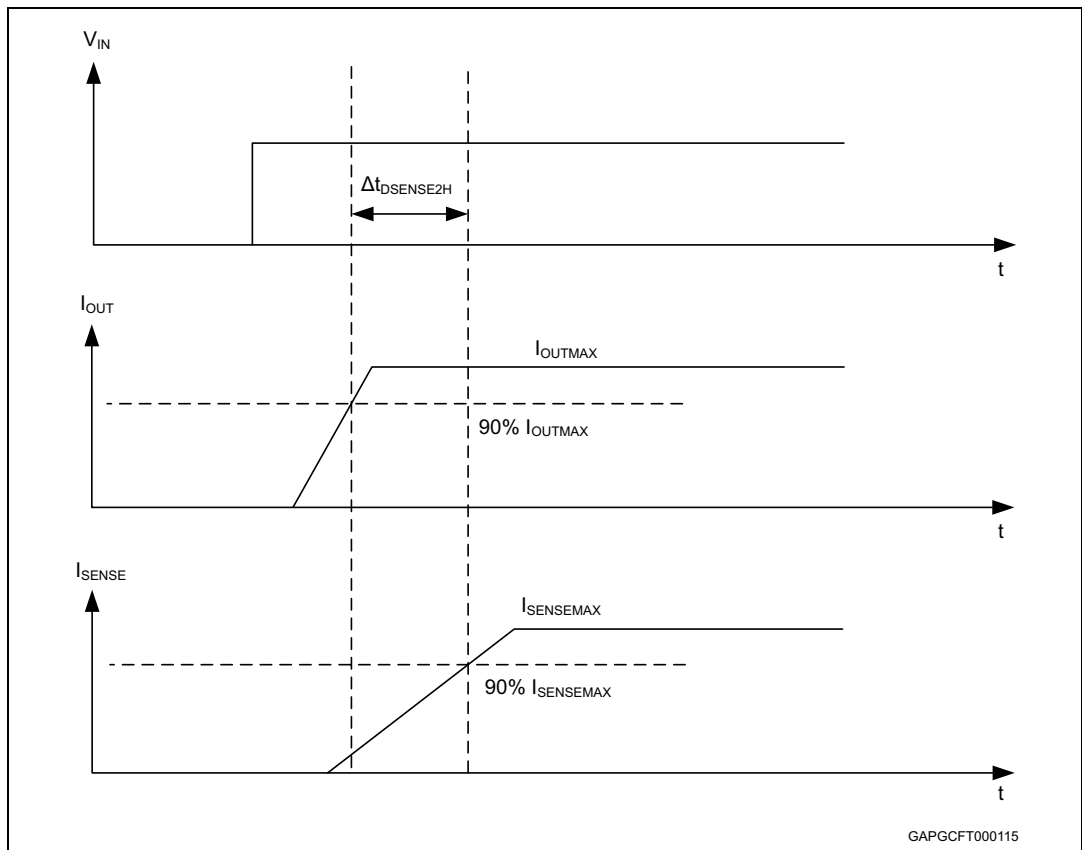 VIN
ΔtDSENSE2H
t
IOUT
IOUTMAX
90% IOUTMAX
t
ISENSE
ISENSEMAX
90% ISENSEMAX
t
GAPGCFT000115